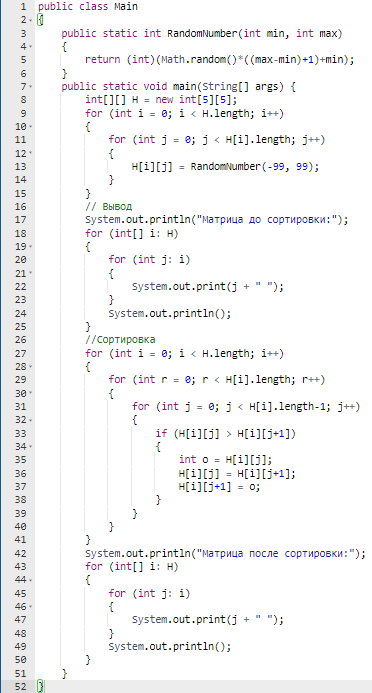 1 public class Main
2 {
3     public static int RandomNumber(int min, int max)
4     {
5         return (int)(Math.random()*((max-min)+1)+min);
6     }
7     public static void main(String[] args) {
8         int[][] H = new int[5][5];
9         for (int i = 0; i < H.length; i++)
10         {
11             for (int j = 0; j < H[i].length; j++)
12             {
13                 H[i][j] = RandomNumber(-99, 99);
14             }
15         }
16         // Вывод
17         System.out.println("Матрица до сортировки:");
18         for (int[] i: H)
19         {
20             for (int j: i)
21             {
22                 System.out.print(j + " ");
23             }
24             System.out.println();
25         }
26         //Сортировка
27         for (int i = 0; i < H.length; i++)
28         {
29             for (int r = 0; r < H[i].length; r++)
30             {
31                 for (int j = 0; j < H[i].length-1; j++)
32                 {
33                     if (H[i][j] > H[i][j+1])
34                     {
35                         int o = H[i][j];
36                         H[i][j] = H[i][j+1];
37                         H[i][j+1] = o;
38                     }
39                 }
40             }
41         }
42         System.out.println("Матрица после сортировки:");
43         for (int[] i: H)
44         {
45             for (int j: i)
46             {
47                 System.out.print(j + " ");
48             }
49             System.out.println();
50         }
51     }
52 }